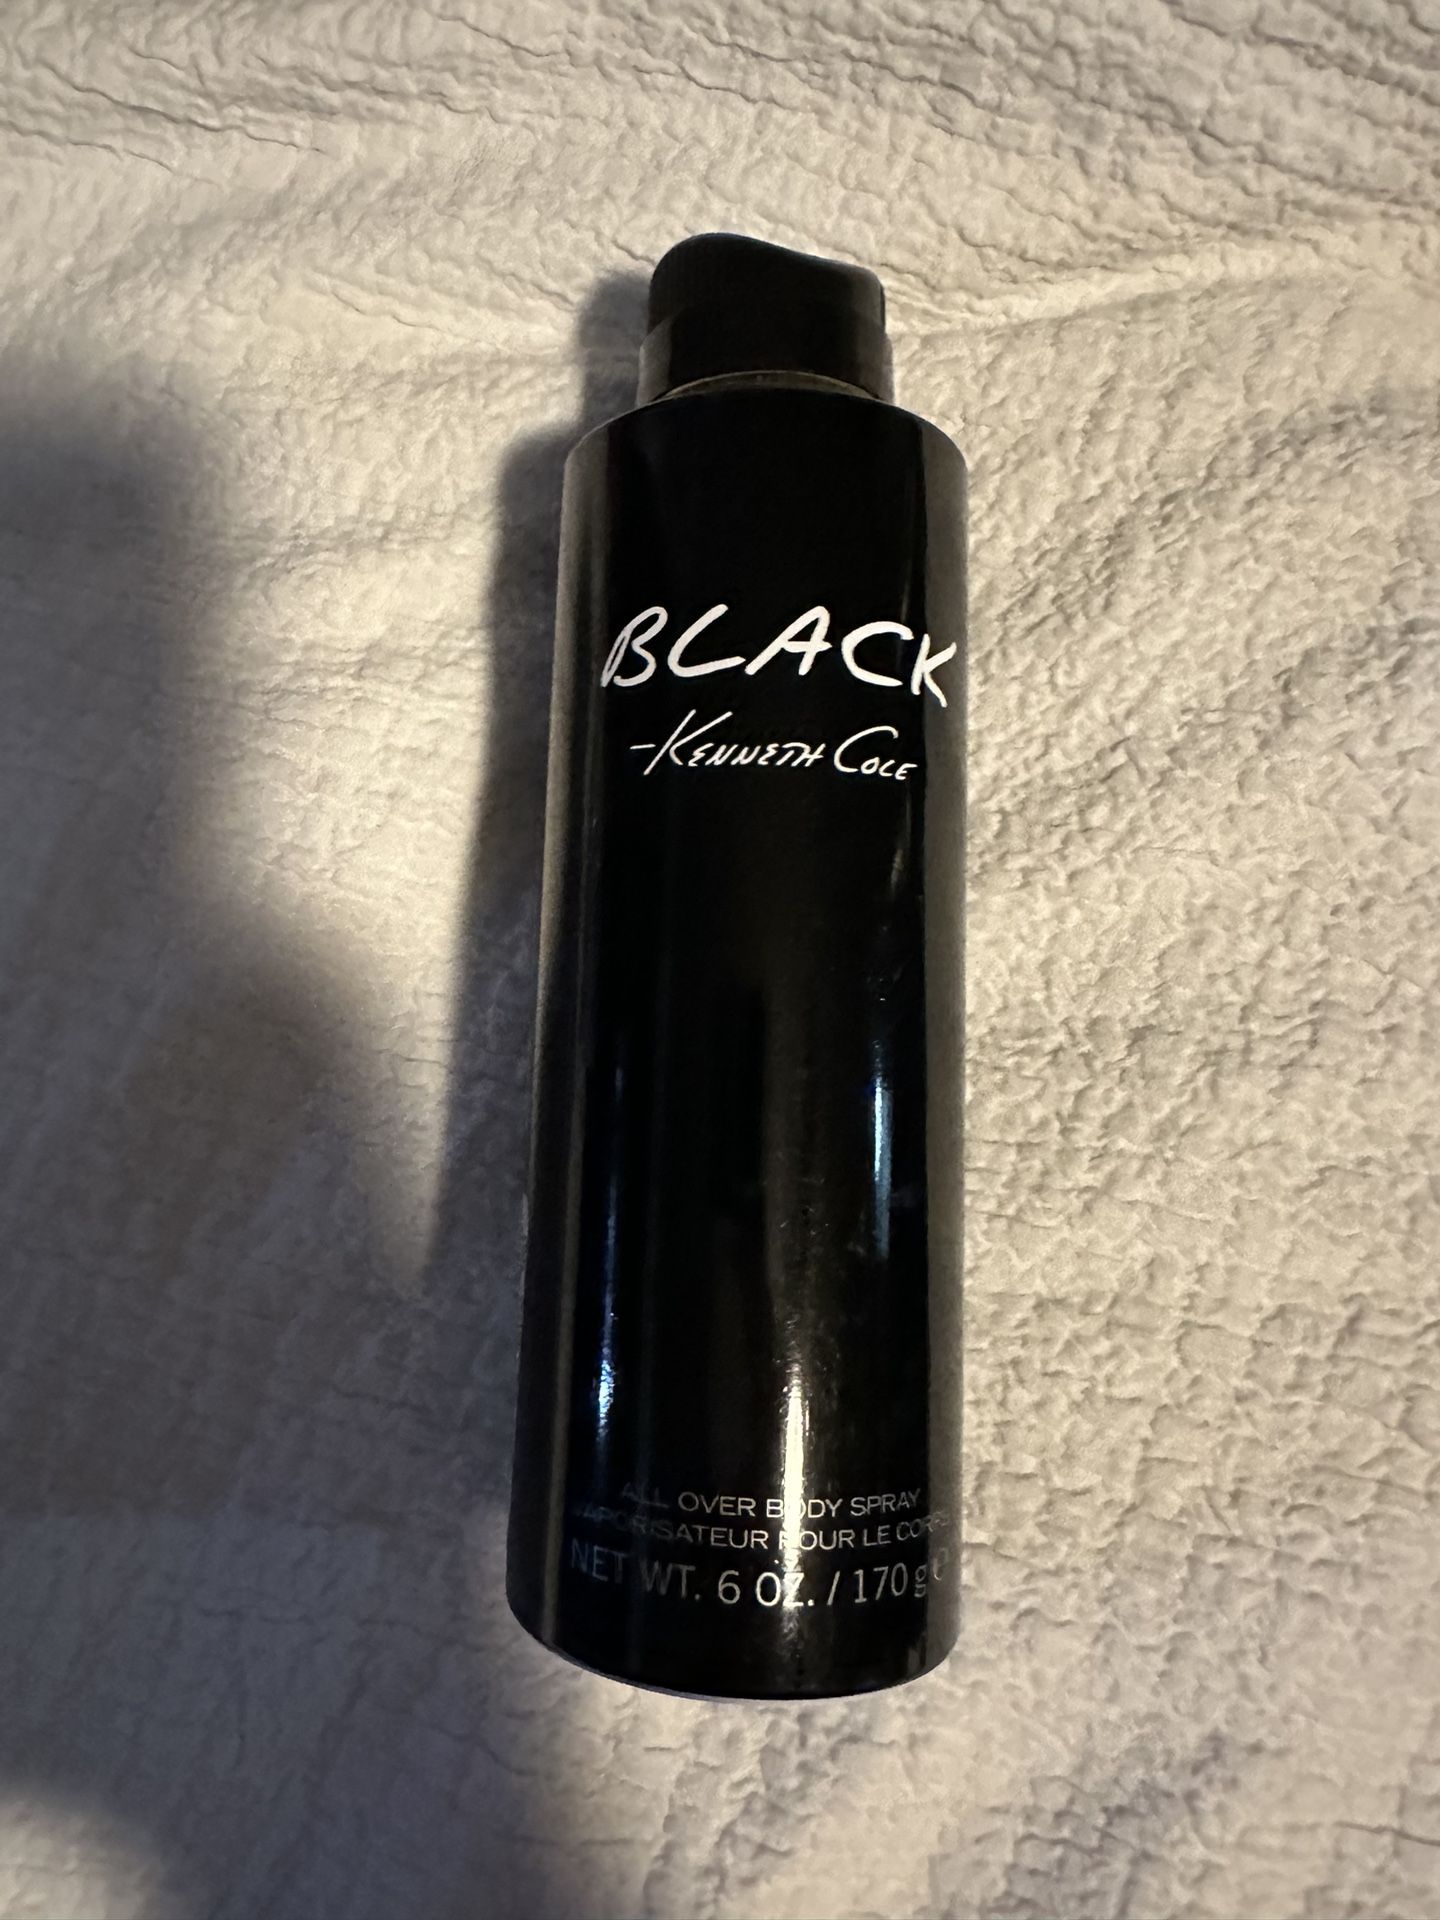 BLACK
-KENNETH COLE
ALL OVER BODY SPRAY
VAPORISATEUR POUR LE CORPS
NET WT. 6 OZ. / 170 g e